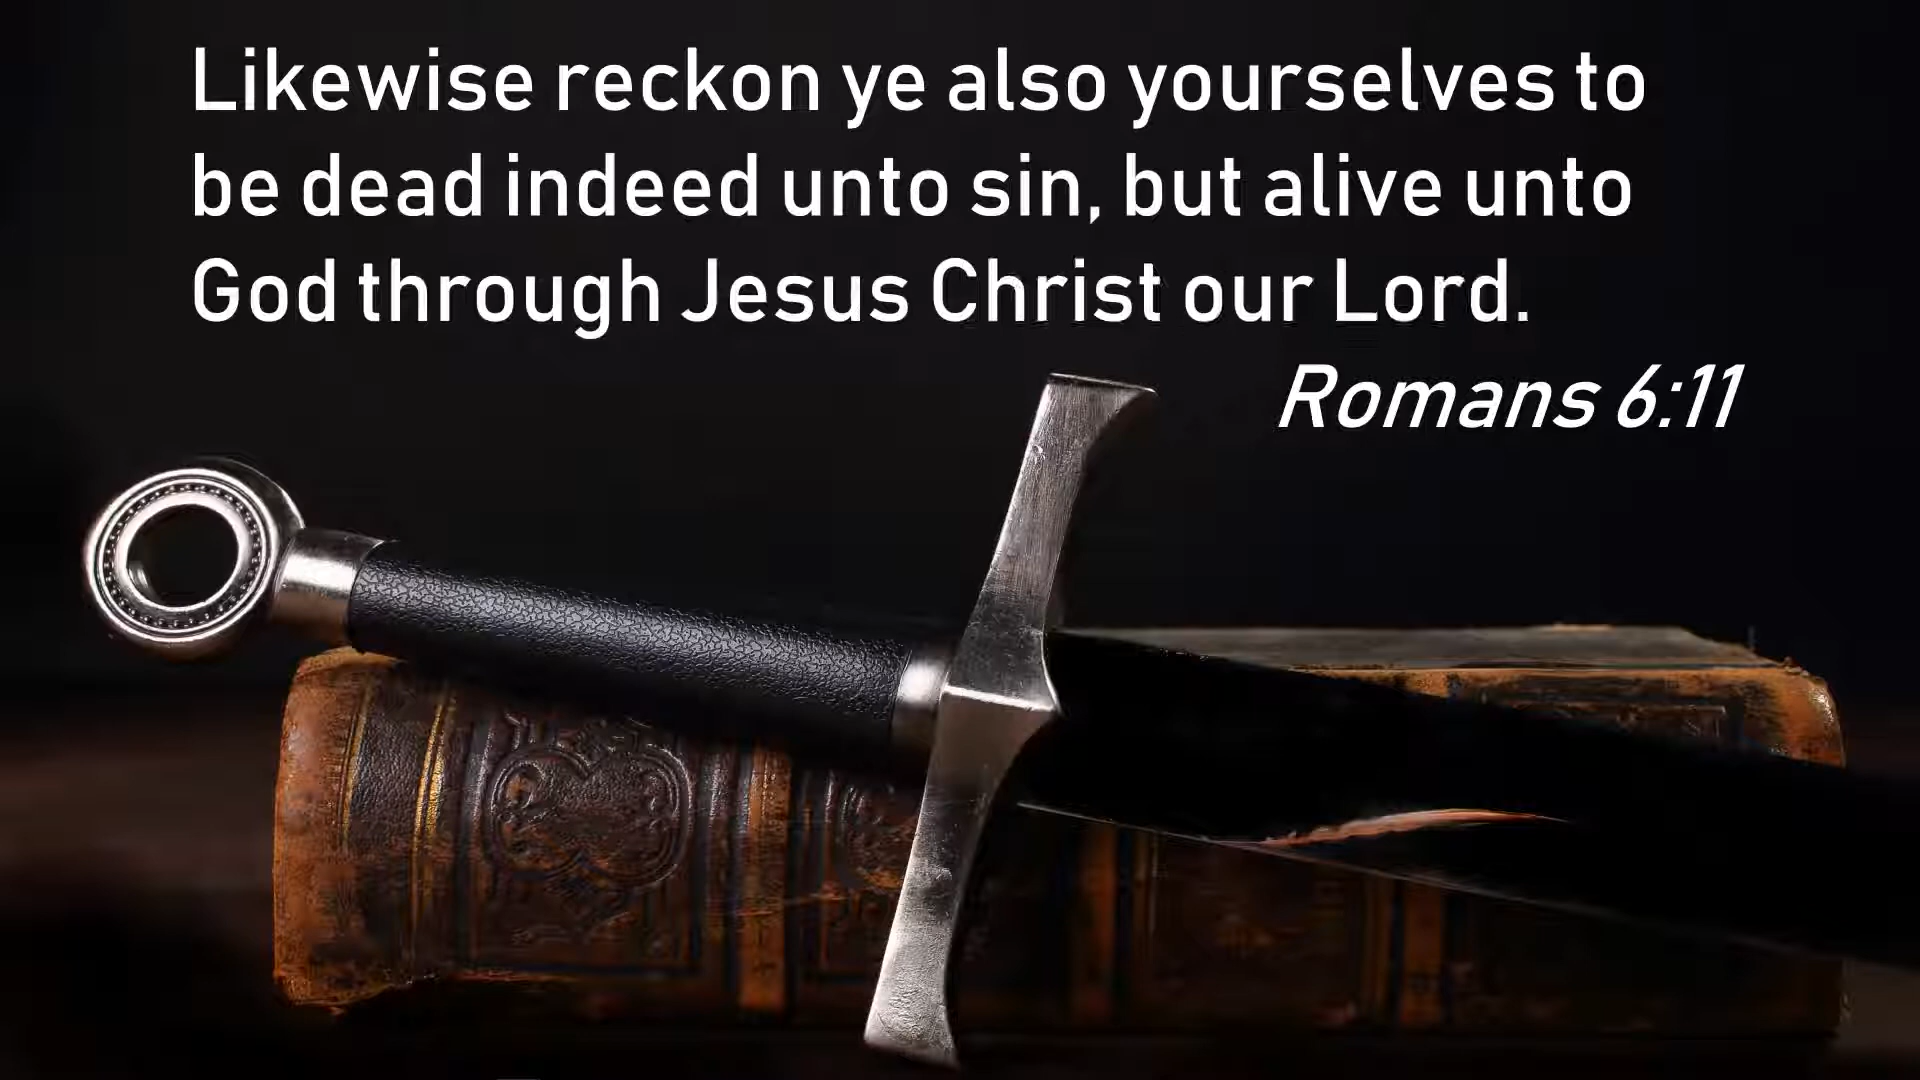 Likewise reckon ye also yourselves to
be dead indeed unto sin, but alive unto
God through Jesus Christ our Lord.
Romans 6:11